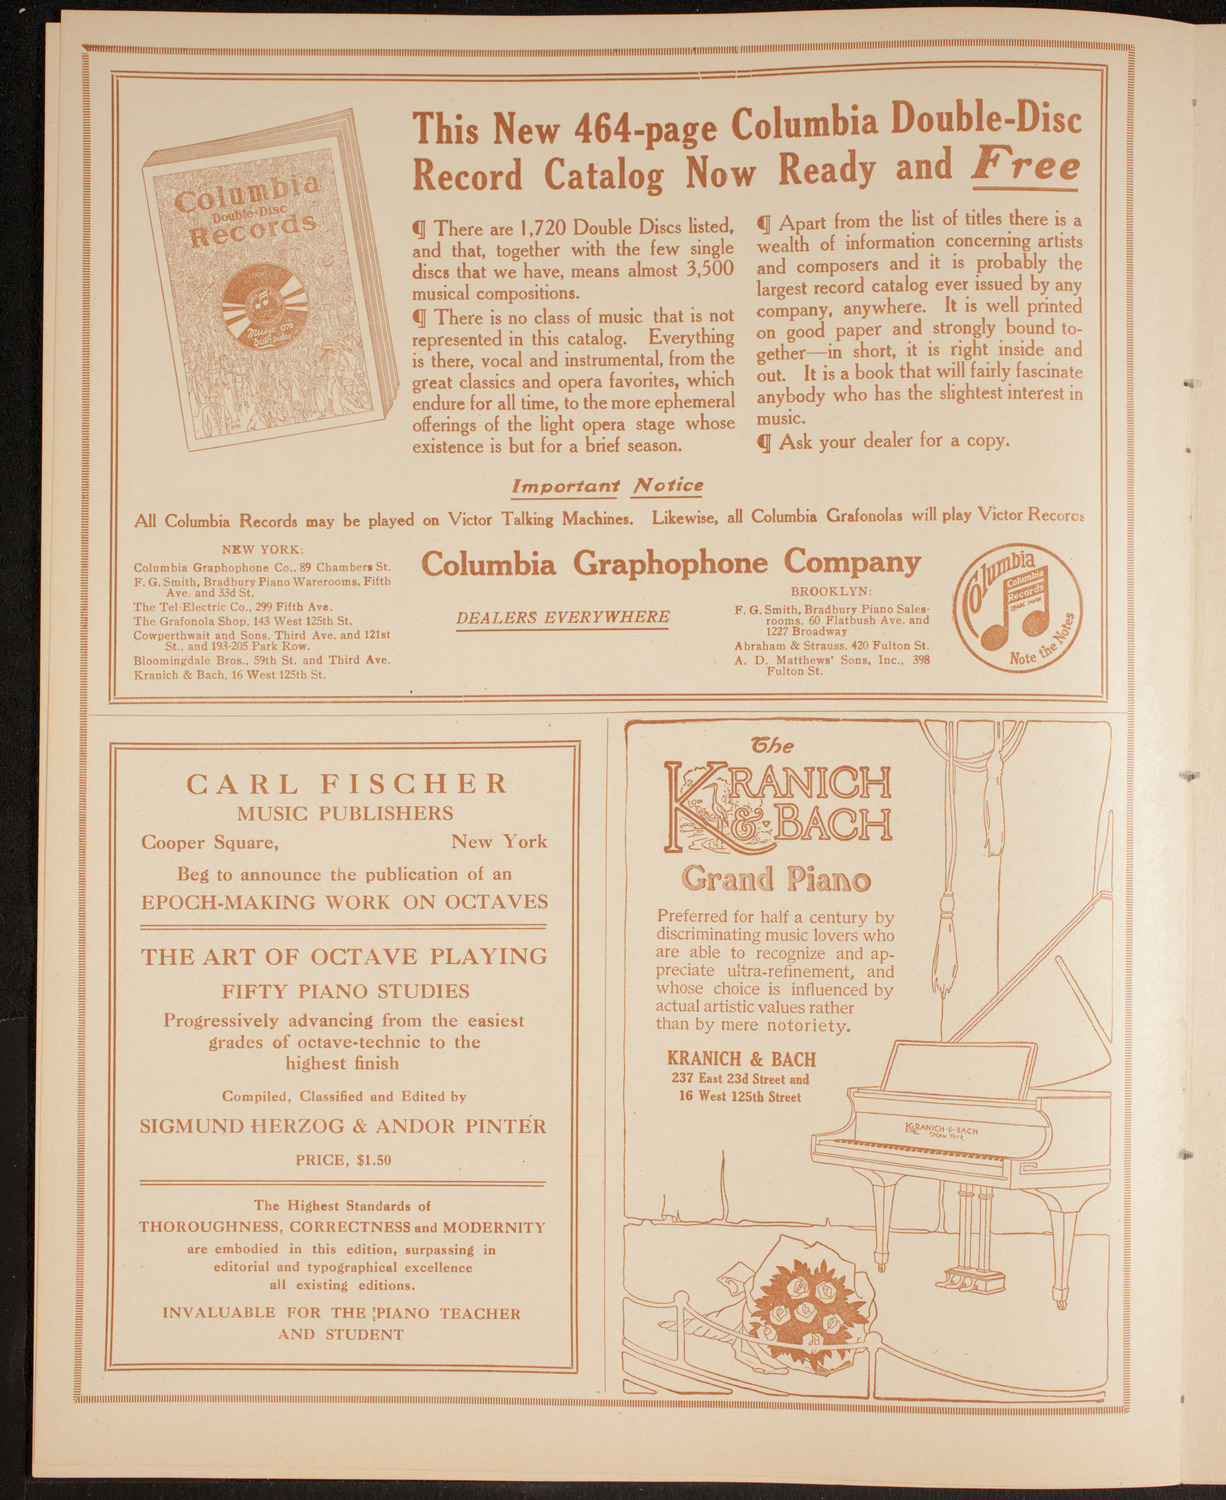 Columbia
Double-Disc
Records
Music on
both sides
This New 464-page Columbia Double-Disc
Record Catalog Now Ready and Free
¶ There are 1,720 Double Discs listed,
and that, together with the few single
discs that we have, means almost 3,500
musical compositions.
¶ There is no class of music that is not
represented in this catalog. Everything
is there, vocal and instrumental, from the
great classics and opera favorites, which
endure for all time, to the more ephemeral
offerings of the light opera stage whose
existence is but for a brief season.
¶ Apart from the list of titles there is a
wealth of information concerning artists
and composers and it is probably the
largest record catalog ever issued by any
company, anywhere. It is well printed
on good paper and strongly bound to-
gether—in short, it is right inside and
out. It is a book that will fairly fascinate
anybody who has the slightest interest in
music.
¶ Ask your dealer for a copy.
Important Notice
All Columbia Records may be played on Victor Talking Machines. Likewise, all Columbia Grafonolas will play Victor Records
NEW YORK:
Columbia Graphophone Co., 89 Chambers St.
F. G. Smith, Bradbury Piano Warerooms, Fifth
Ave. and 33d St.
The Tel-Electric Co., 299 Fifth Ave.
The Grafonola Shop, 143 West 125th St.
Cowperthwait and Sons, Third Ave. and 121st
St., and 193-205 Park Row.
Bloomingdale Bros., 59th St. and Third Ave.
Kranich & Bach, 16 West 125th St.
Columbia Graphophone Company
DEALERS EVERYWHERE
BROOKLYN:
F. G. Smith, Bradbury Piano Sales-
rooms, 60 Flatbush Ave. and
1227 Broadway
Abraham & Strauss, 420 Fulton St.
A. D. Matthews' Sons, Inc., 398
Fulton St.
Columbia
Columbia
Records
TRADE MARK
Note the Notes
CARL FISCHER
MUSIC PUBLISHERS
Cooper Square, New York
Beg to announce the publication of an
EPOCH-MAKING WORK ON OCTAVES
THE ART OF OCTAVE PLAYING
FIFTY PIANO STUDIES
Progressively advancing from the easiest
grades of octave-technic to the
highest finish
Compiled, Classified and Edited by
SIGMUND HERZOG & ANDOR PINTÉR
PRICE, $1.50
The Highest Standards of
THOROUGHNESS, CORRECTNESS and MODERNITY
are embodied in this edition, surpassing in
editorial and typographical excellence
all existing editions.
INVALUABLE FOR THE PIANO TEACHER
AND STUDENT
The
KRANICH
& BACH
Grand Piano
Preferred for half a century by
discriminating music lovers who
are able to recognize and ap-
preciate ultra-refinement, and
whose choice is influenced by
actual artistic values rather
than by mere notoriety.
KRANICH & BACH
237 East 23d Street and
16 West 125th Street
KRANICH-&-BACH
New York